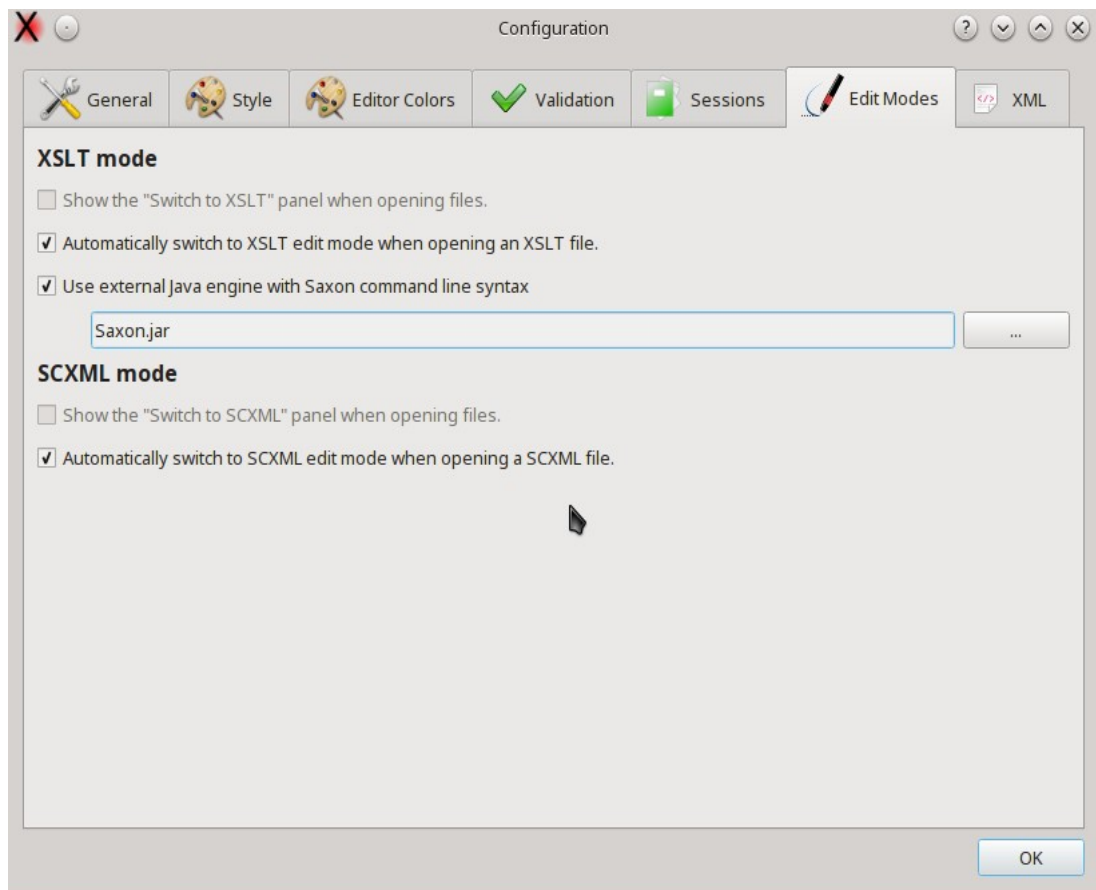 Configuration
General Style Editor Colors Validation Sessions Edit Modes XML
XSLT mode
Show the "Switch to XSLT" panel when opening files.
Automatically switch to XSLT edit mode when opening an XSLT file.
Use external Java engine with Saxon command line syntax
Saxon.jar ...
SCXML mode
Show the "Switch to SCXML" panel when opening files.
Automatically switch to SCXML edit mode when opening a SCXML file.
OK